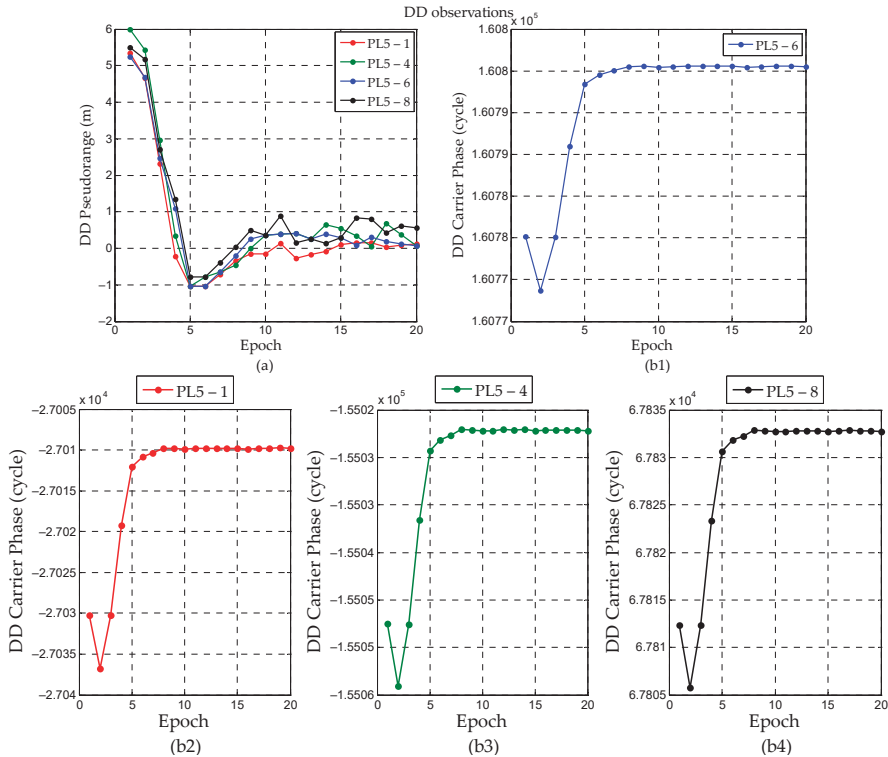 DD observations
6
5
4
3
2
1
0
−1
−2
0
5
10
15
20
DD Pseudorange (m)
Epoch
(a)
PL5 – 1
PL5 – 4
PL5 – 6
PL5 – 8
x 10^5
1.608
1.608
1.6079
1.6079
1.6078
1.6078
1.6077
1.6077
0
5
10
15
20
DD Carrier Phase (cycle)
Epoch
(b1)
PL5 – 6
PL5 – 1
x 10^4
−2.7005
−2.701
−2.7015
−2.702
−2.7025
−2.703
−2.7035
−2.704
0
5
10
15
20
DD Carrier Phase (cycle)
Epoch
(b2)
PL5 – 4
x 10^5
−1.5502
−1.5503
−1.5503
−1.5504
−1.5505
−1.5505
−1.5506
0
5
10
15
20
DD Carrier Phase (cycle)
Epoch
(b3)
PL5 – 8
x 10^4
6.7835
6.783
6.7825
6.782
6.7815
6.781
6.7805
0
5
10
15
20
DD Carrier Phase (cycle)
Epoch
(b4)